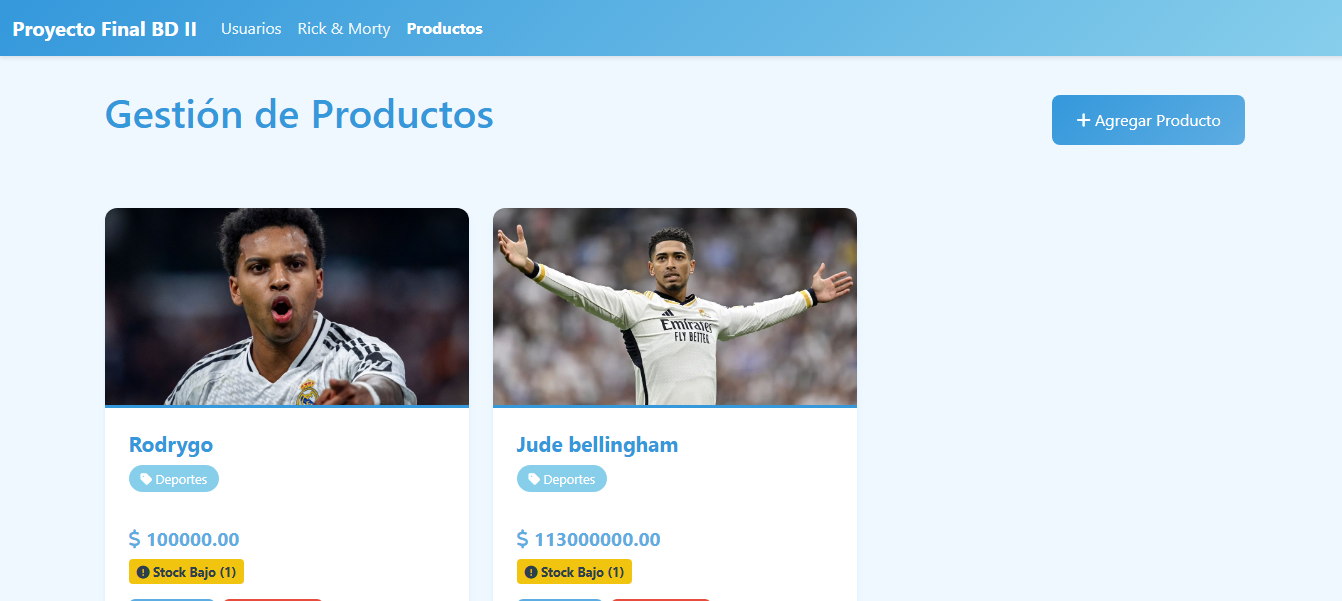 Proyecto Final BD II Usuarios Rick & Morty Productos
Gestión de Productos
+ Agregar Producto
Emirates
FLY BETTER
Rodrygo
Deportes
$ 100000.00
Stock Bajo (1)
Jude bellingham
Deportes
$ 113000000.00
Stock Bajo (1)